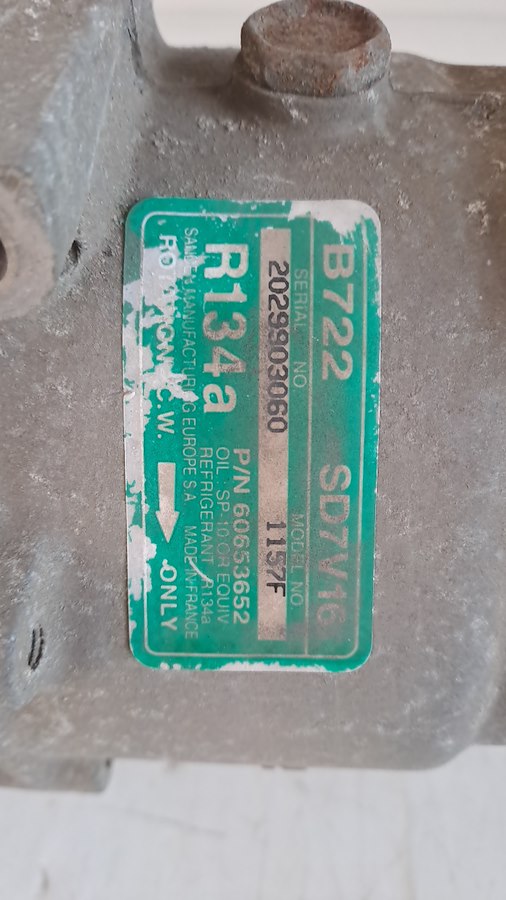 B722 SD7V16
SERIAL NO. MODEL NO.
2029903060 1157F
R134a
P/N 60653652
OIL : SP-10 OR EQUIV
REFRIGERANT : R134a
SANDEN MANUFACTURING EUROPE S.A. MADE IN FRANCE
C.W. ONLY